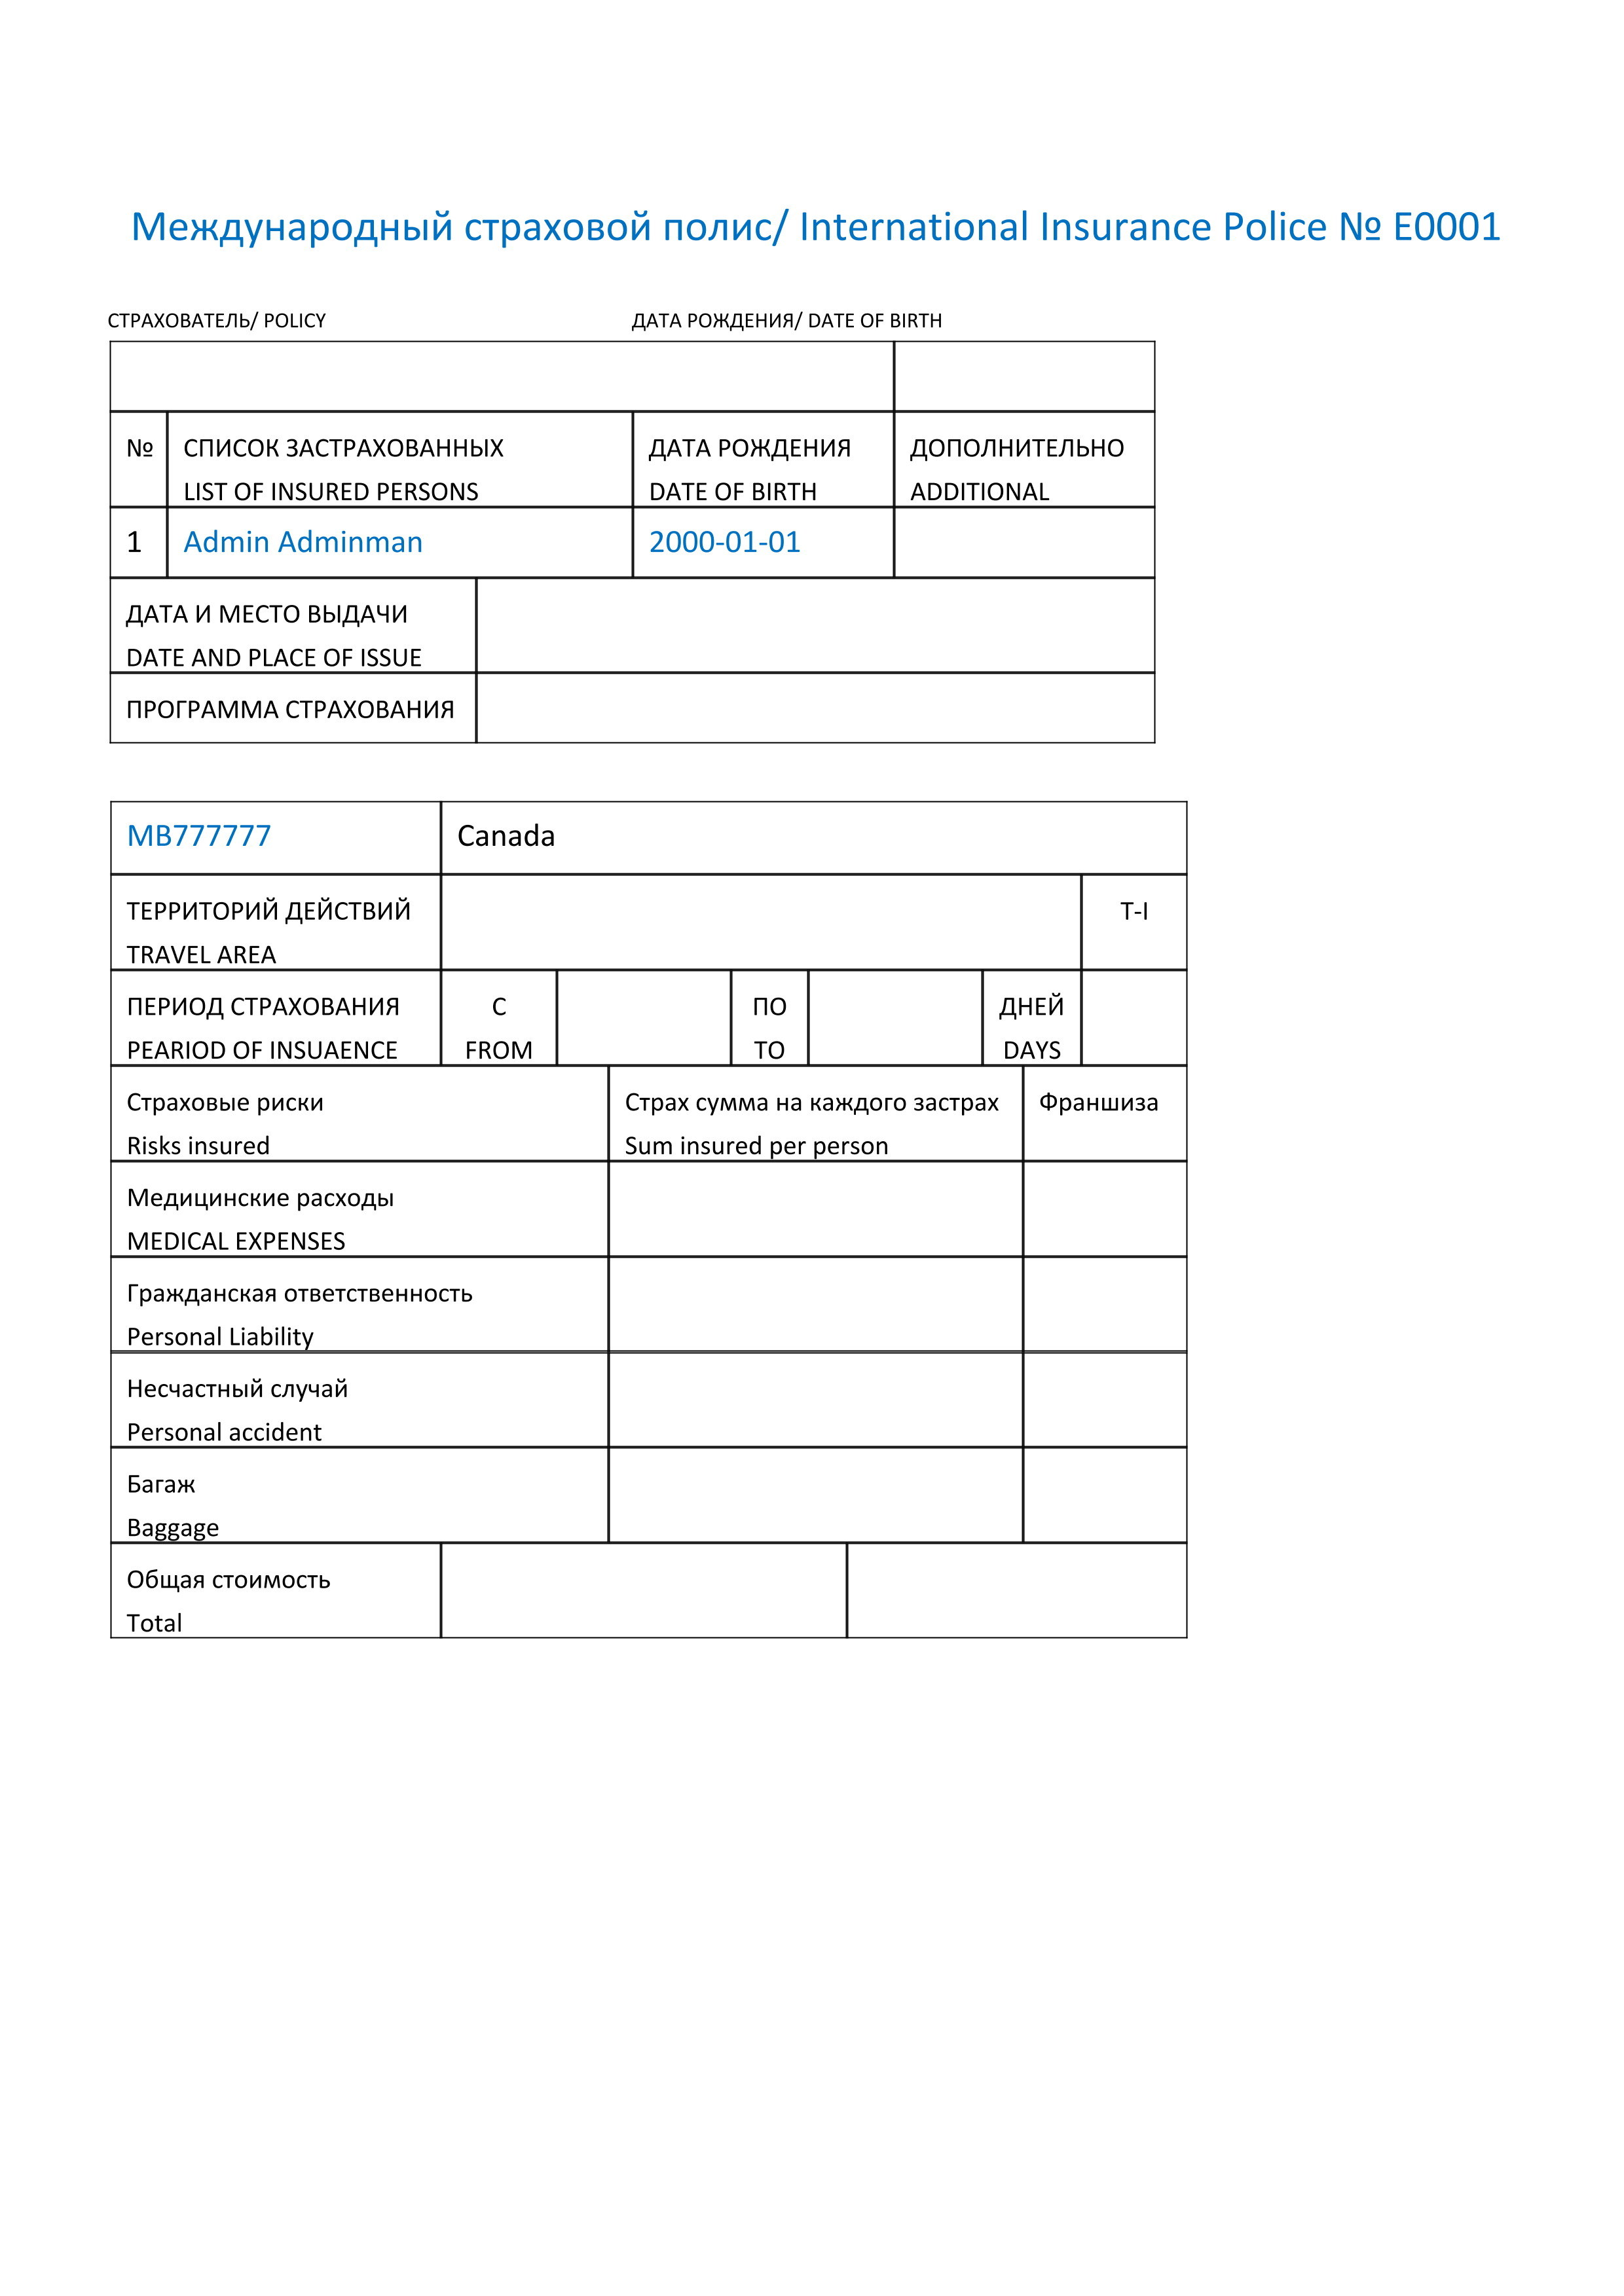 Международный страховой полис/ International Insurance Police № E0001
СТРАХОВАТЕЛЬ/ POLICY ДАТА РОЖДЕНИЯ/ DATE OF BIRTH
№ СПИСОК ЗАСТРАХОВАННЫХ ДАТА РОЖДЕНИЯ ДОПОЛНИТЕЛЬНО
LIST OF INSURED PERSONS DATE OF BIRTH ADDITIONAL
1 Admin Adminman 2000-01-01
ДАТА И МЕСТО ВЫДАЧИ
DATE AND PLACE OF ISSUE
ПРОГРАММА СТРАХОВАНИЯ
MB777777 Canada
ТЕРРИТОРИЙ ДЕЙСТВИЙ T-I
TRAVEL AREA
ПЕРИОД СТРАХОВАНИЯ С ПО ДНЕЙ
PEARIOD OF INSUAENCE FROM TO DAYS
Страховые риски Страх сумма на каждого застрах Франшиза
Risks insured Sum insured per person
Медицинские расходы
MEDICAL EXPENSES
Гражданская ответственность
Personal Liability
Несчастный случай
Personal accident
Багаж
Baggage
Общая стоимость
Total